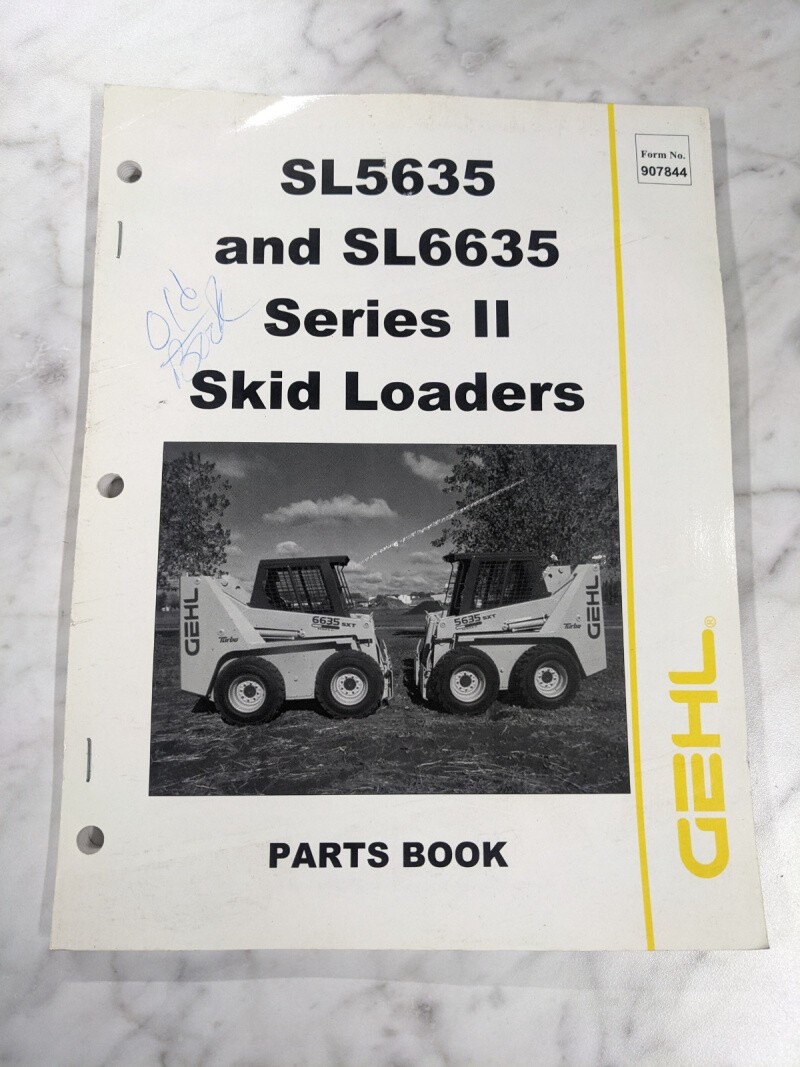 SL5635
and SL6635
Series II
Skid Loaders
Form No.
907844
Old
Book
GEHL
Turbo
6635 SXT
5635 SXT
Turbo
GEHL
GEHL®
PARTS BOOK